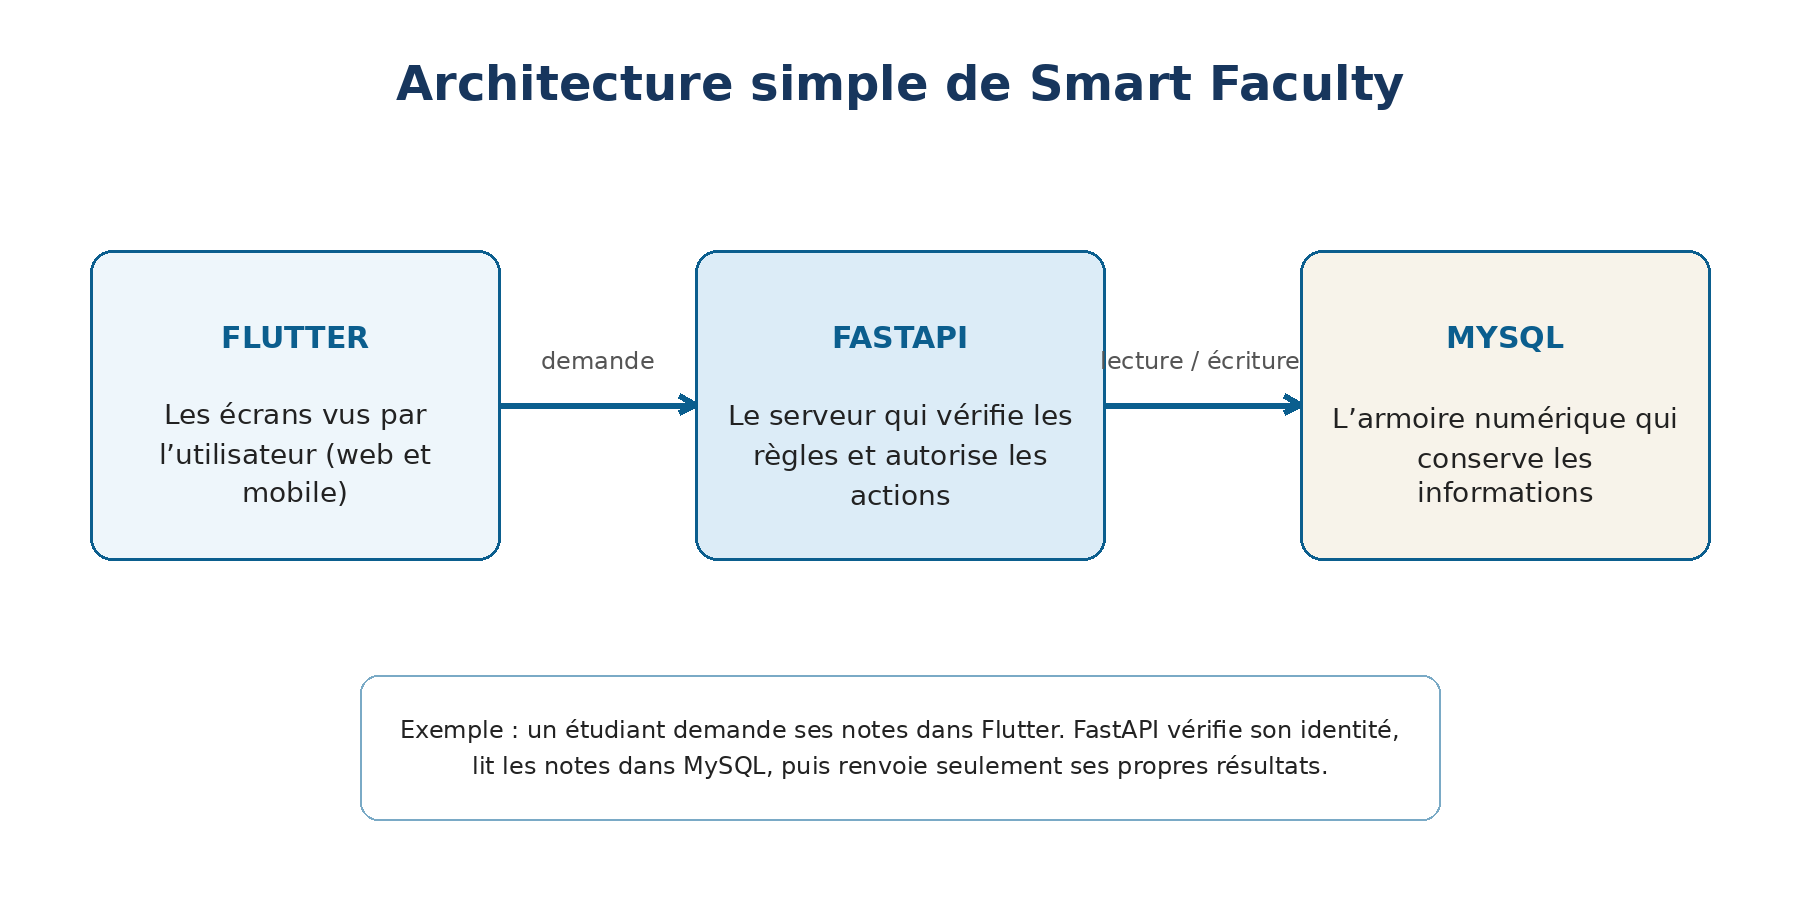 Architecture simple de Smart Faculty
FLUTTER
Les écrans vus par
l’utilisateur (web et
mobile)
demande
FASTAPI
Le serveur qui vérifie les
règles et autorise les
actions
lecture / écriture
MYSQL
L’armoire numérique qui
conserve les
informations
Exemple : un étudiant demande ses notes dans Flutter. FastAPI vérifie son identité,
lit les notes dans MySQL, puis renvoie seulement ses propres résultats.